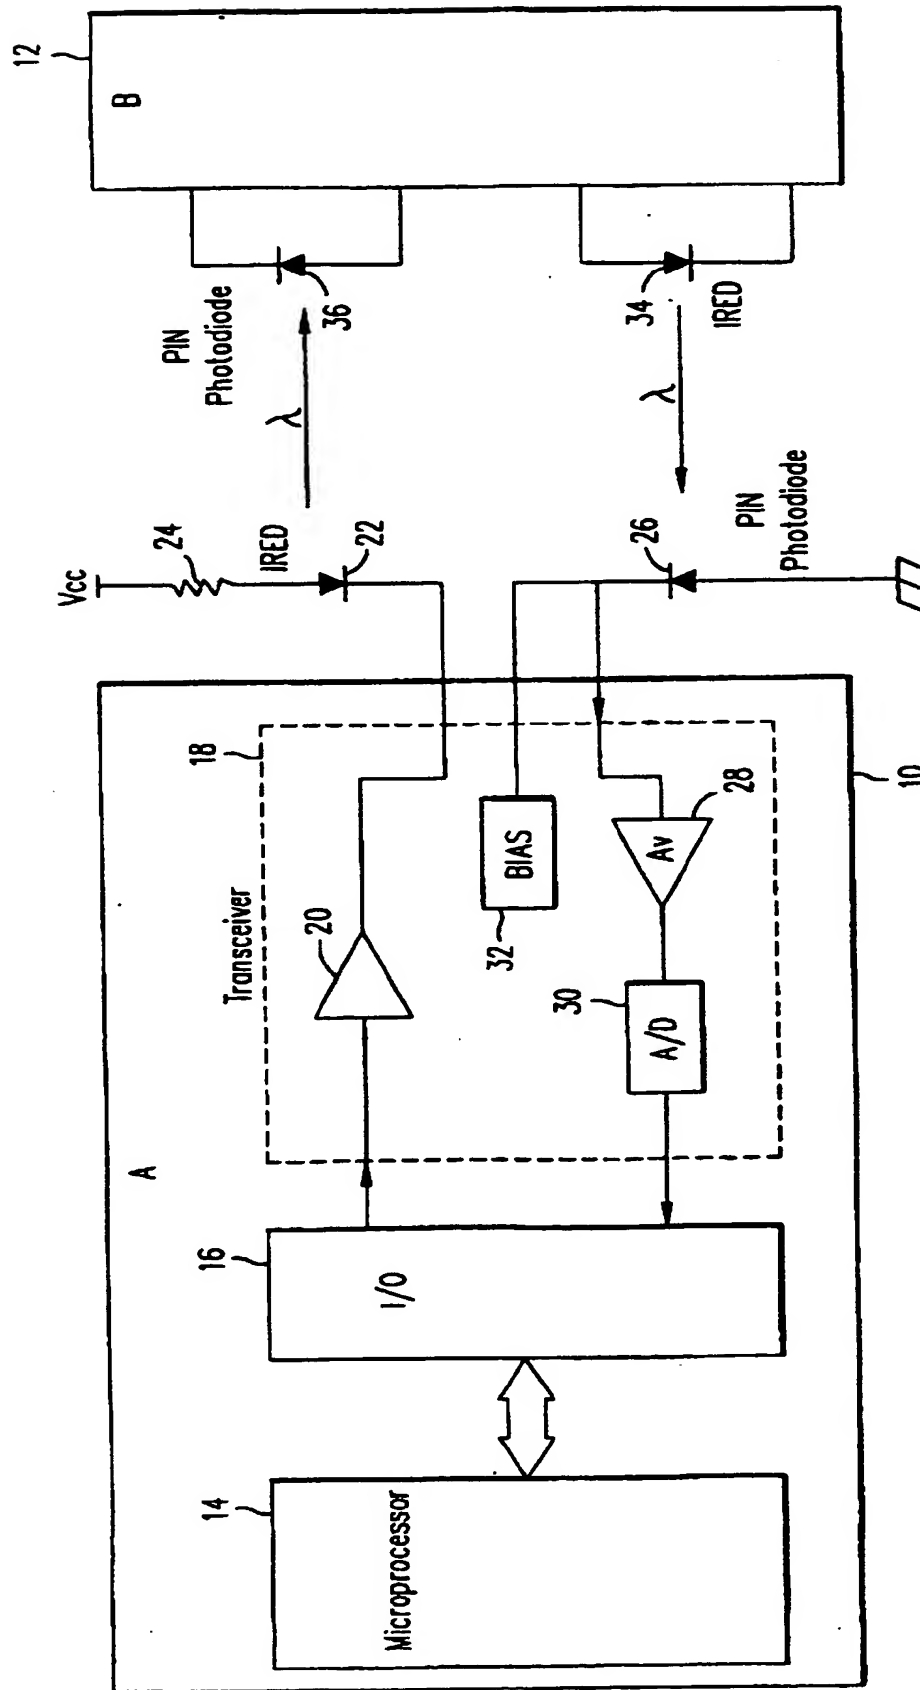 12
B
PIN
Photodiode
36
λ
34
IRED
λ
Vcc
24
IRED
22
26
PIN
Photodiode
A
10
18
Transceiver
20
BIAS
32
Av
28
30
A/D
16
I/O
14
Microprocessor